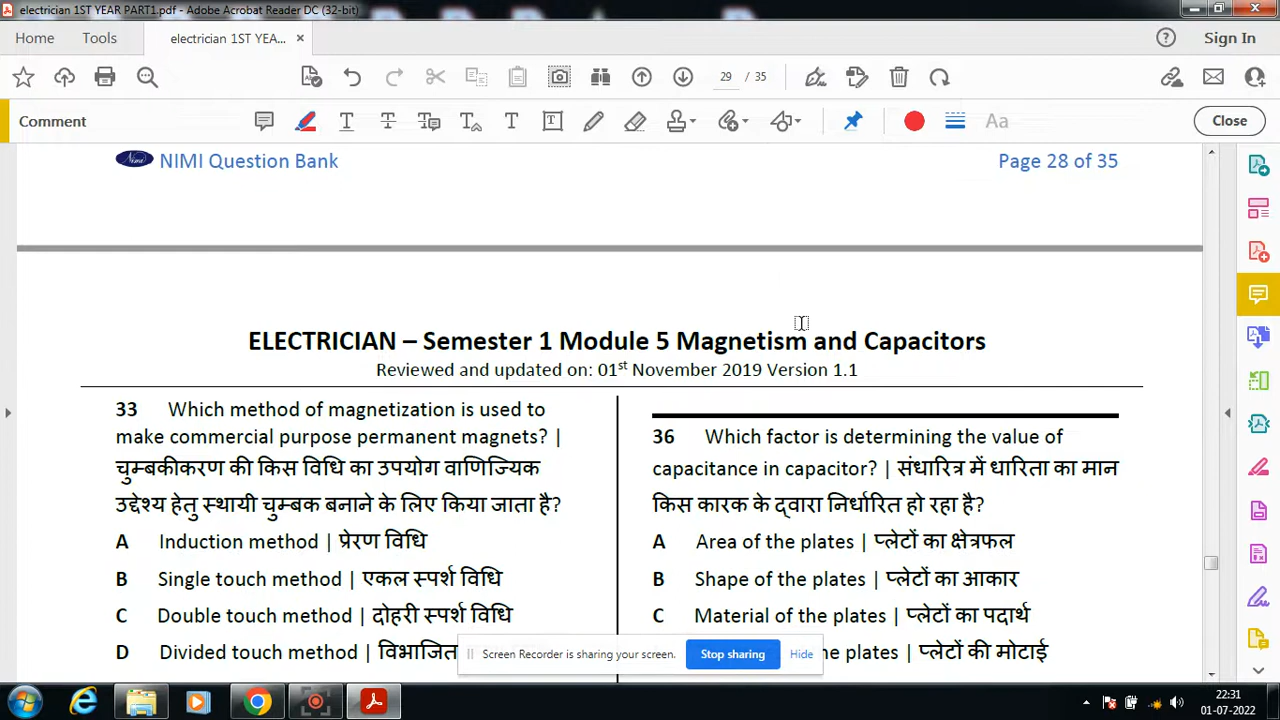 electrician 1ST YEAR PART1.pdf - Adobe Acrobat Reader DC (32-bit)
Home Tools electrician 1ST YEA... × Sign In
29 / 35
Comment Aa Close
Nimi NIMI Question Bank Page 28 of 35
ELECTRICIAN – Semester 1 Module 5 Magnetism and Capacitors
Reviewed and updated on: 01st November 2019 Version 1.1
33 Which method of magnetization is used to
make commercial purpose permanent magnets? |
चुम्बकीकरण की किस विधि का उपयोग वाणिज्यिक
उद्देश्य हेतु स्थायी चुम्बक बनाने के लिए किया जाता है?
A Induction method | प्रेरण विधि
B Single touch method | एकल स्पर्श विधि
C Double touch method | दोहरी स्पर्श विधि
D Divided touch method | विभाजित
36 Which factor is determining the value of
capacitance in capacitor? | संधारित्र में धारिता का मान
किस कारक के द्वारा निर्धारित हो रहा है?
A Area of the plates | प्लेटों का क्षेत्रफल
B Shape of the plates | प्लेटों का आकार
C Material of the plates | प्लेटों का पदार्थ
he plates | प्लेटों की मोटाई
Screen Recorder is sharing your screen. Stop sharing Hide
22:31
01-07-2022